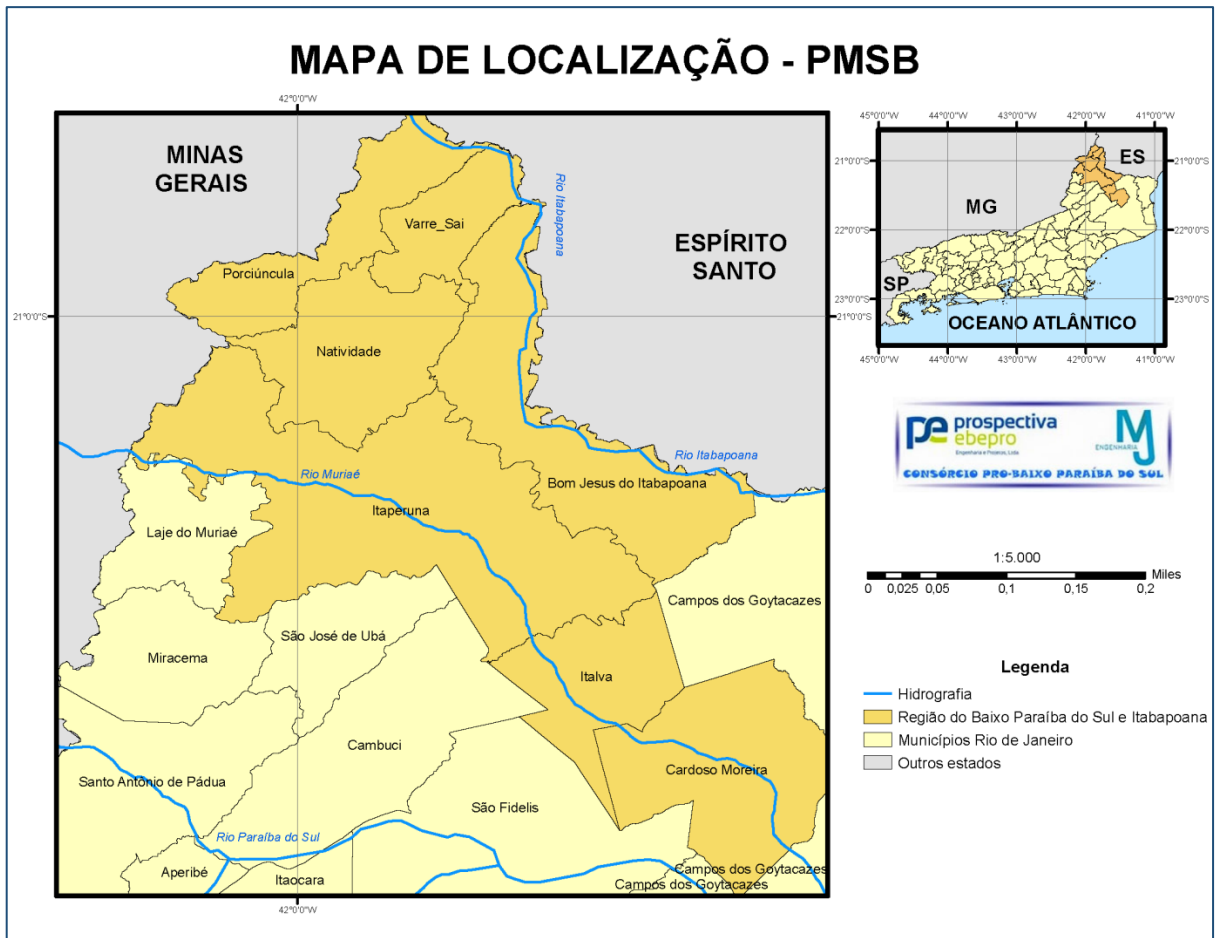 MAPA DE LOCALIZAÇÃO - PMSB
42°0'0"W
MINAS
GERAIS
Rio Itabapoana
Varre_Sai
ESPÍRITO
SANTO
Porciúncula
21°0'0"S
21°0'0"S
Natividade
Rio Itabapoana
Rio Muriaé
Bom Jesus do Itabapoana
Itaperuna
Laje do Muriaé
Campos dos Goytacazes
São José de Ubá
Miracema
Italva
Cambuci
Cardoso Moreira
Santo Antônio de Pádua
São Fidelis
Rio Paraíba do Sul
Aperibé
Itaocara
Campos dos Goytacazes
Campos dos Goytacazes
42°0'0"W
45°0'0"W 44°0'0"W 43°0'0"W 42°0'0"W 41°0'0"W
21°0'0"S
ES
21°0'0"S
MG
22°0'0"S
22°0'0"S
SP
23°0'0"S
23°0'0"S
OCEANO ATLÂNTICO
45°0'0"W 44°0'0"W 43°0'0"W 42°0'0"W 41°0'0"W
pe prospectiva
ebepro
Engenharia e Projetos, Ltda
MJ
ENGENHARIA
CONSÓRCIO PRO-BAIXO PARAÍBA DO SUL
1:5.000
Miles
0 0,025 0,05 0,1 0,15 0,2
Legenda
Hidrografia
Região do Baixo Paraíba do Sul e Itabapoana
Municípios Rio de Janeiro
Outros estados